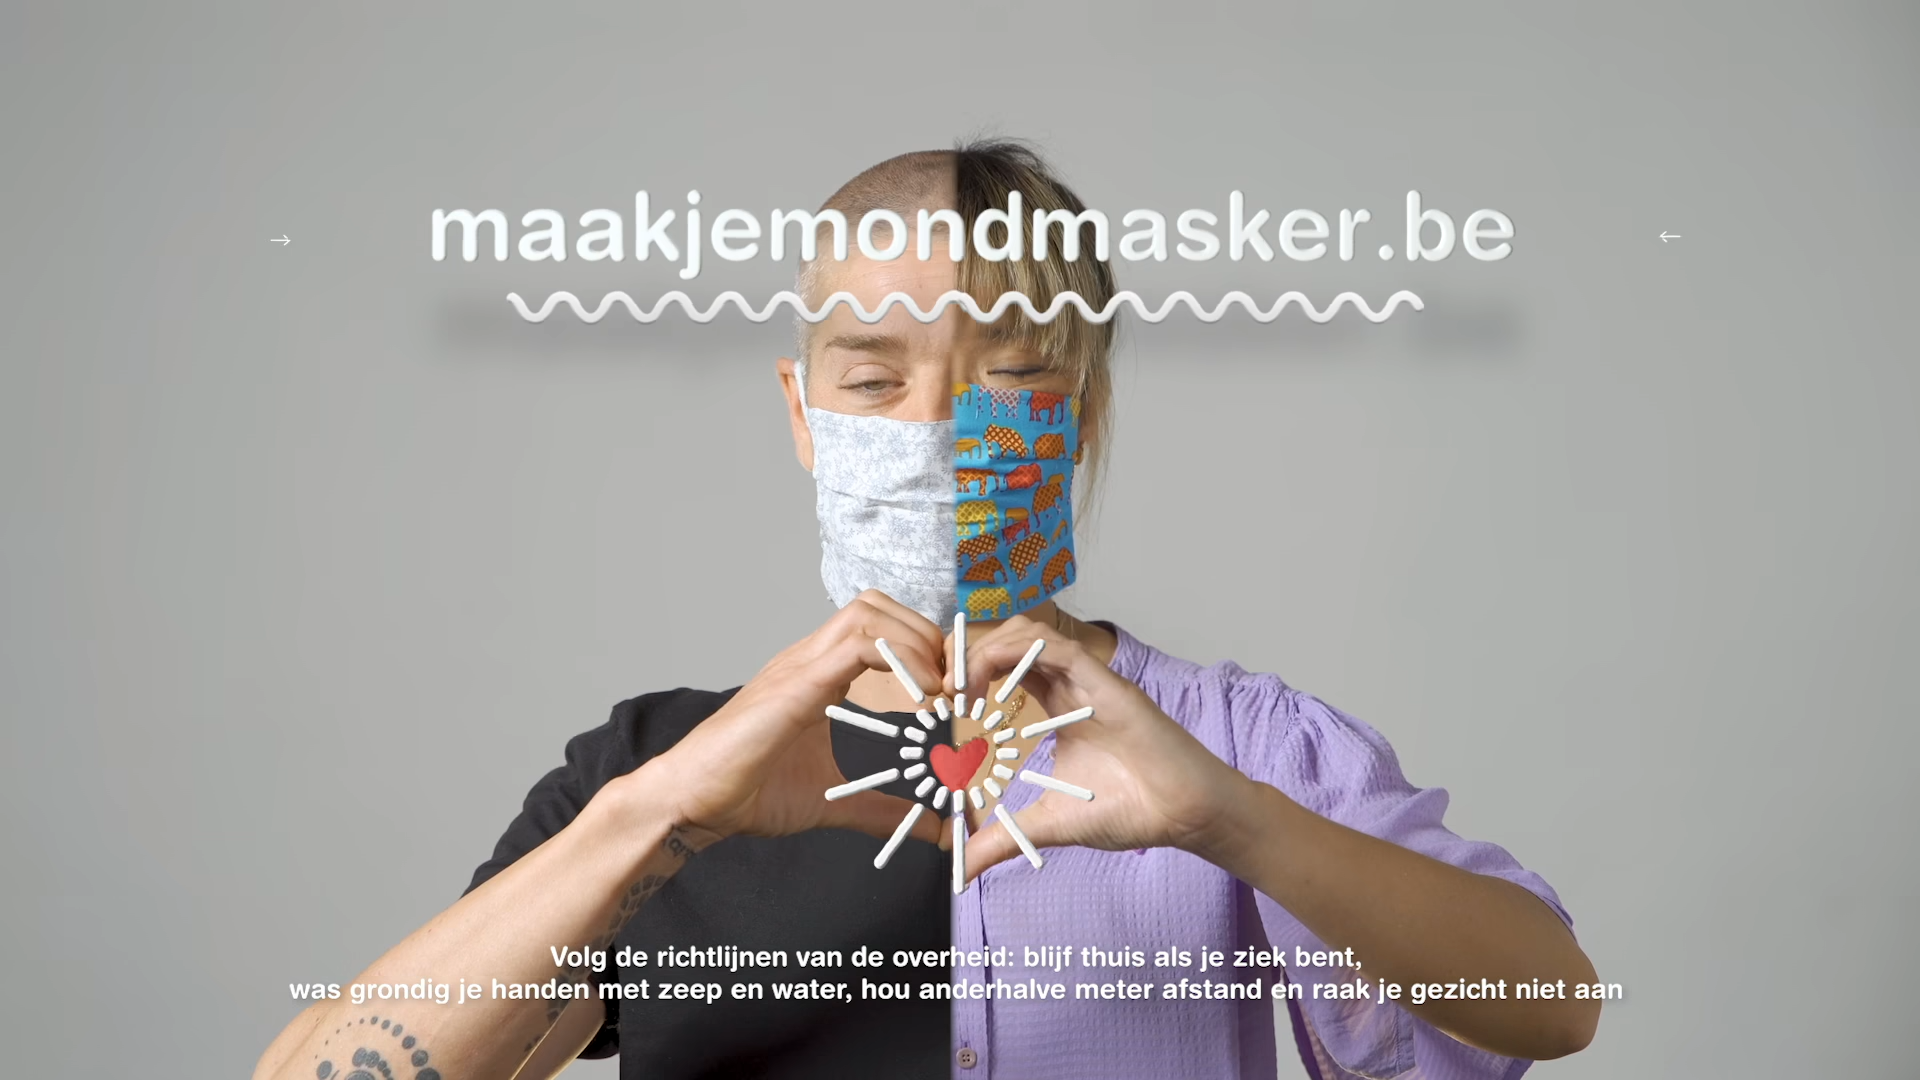 maakjemondmasker.be
Volg de richtlijnen van de overheid: blijf thuis als je ziek bent,
was grondig je handen met zeep en water, hou anderhalve meter afstand en raak je gezicht niet aan